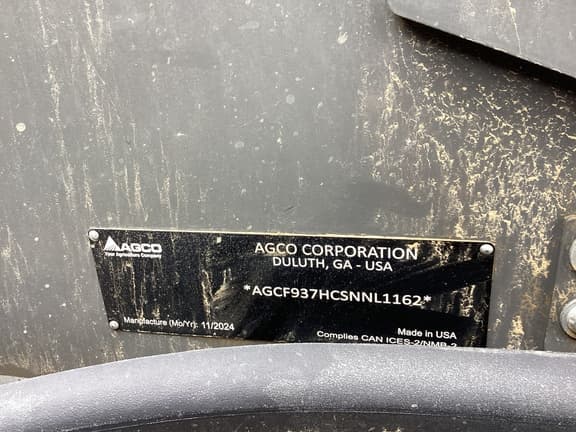 AGCO
Your Agriculture Company
AGCO CORPORATION
DULUTH, GA - USA
*AGCF937HCSNNL1162*
Manufacture (Mo/Yr): 11/2024
Made in USA
Complies CAN ICES-2/NMB-2